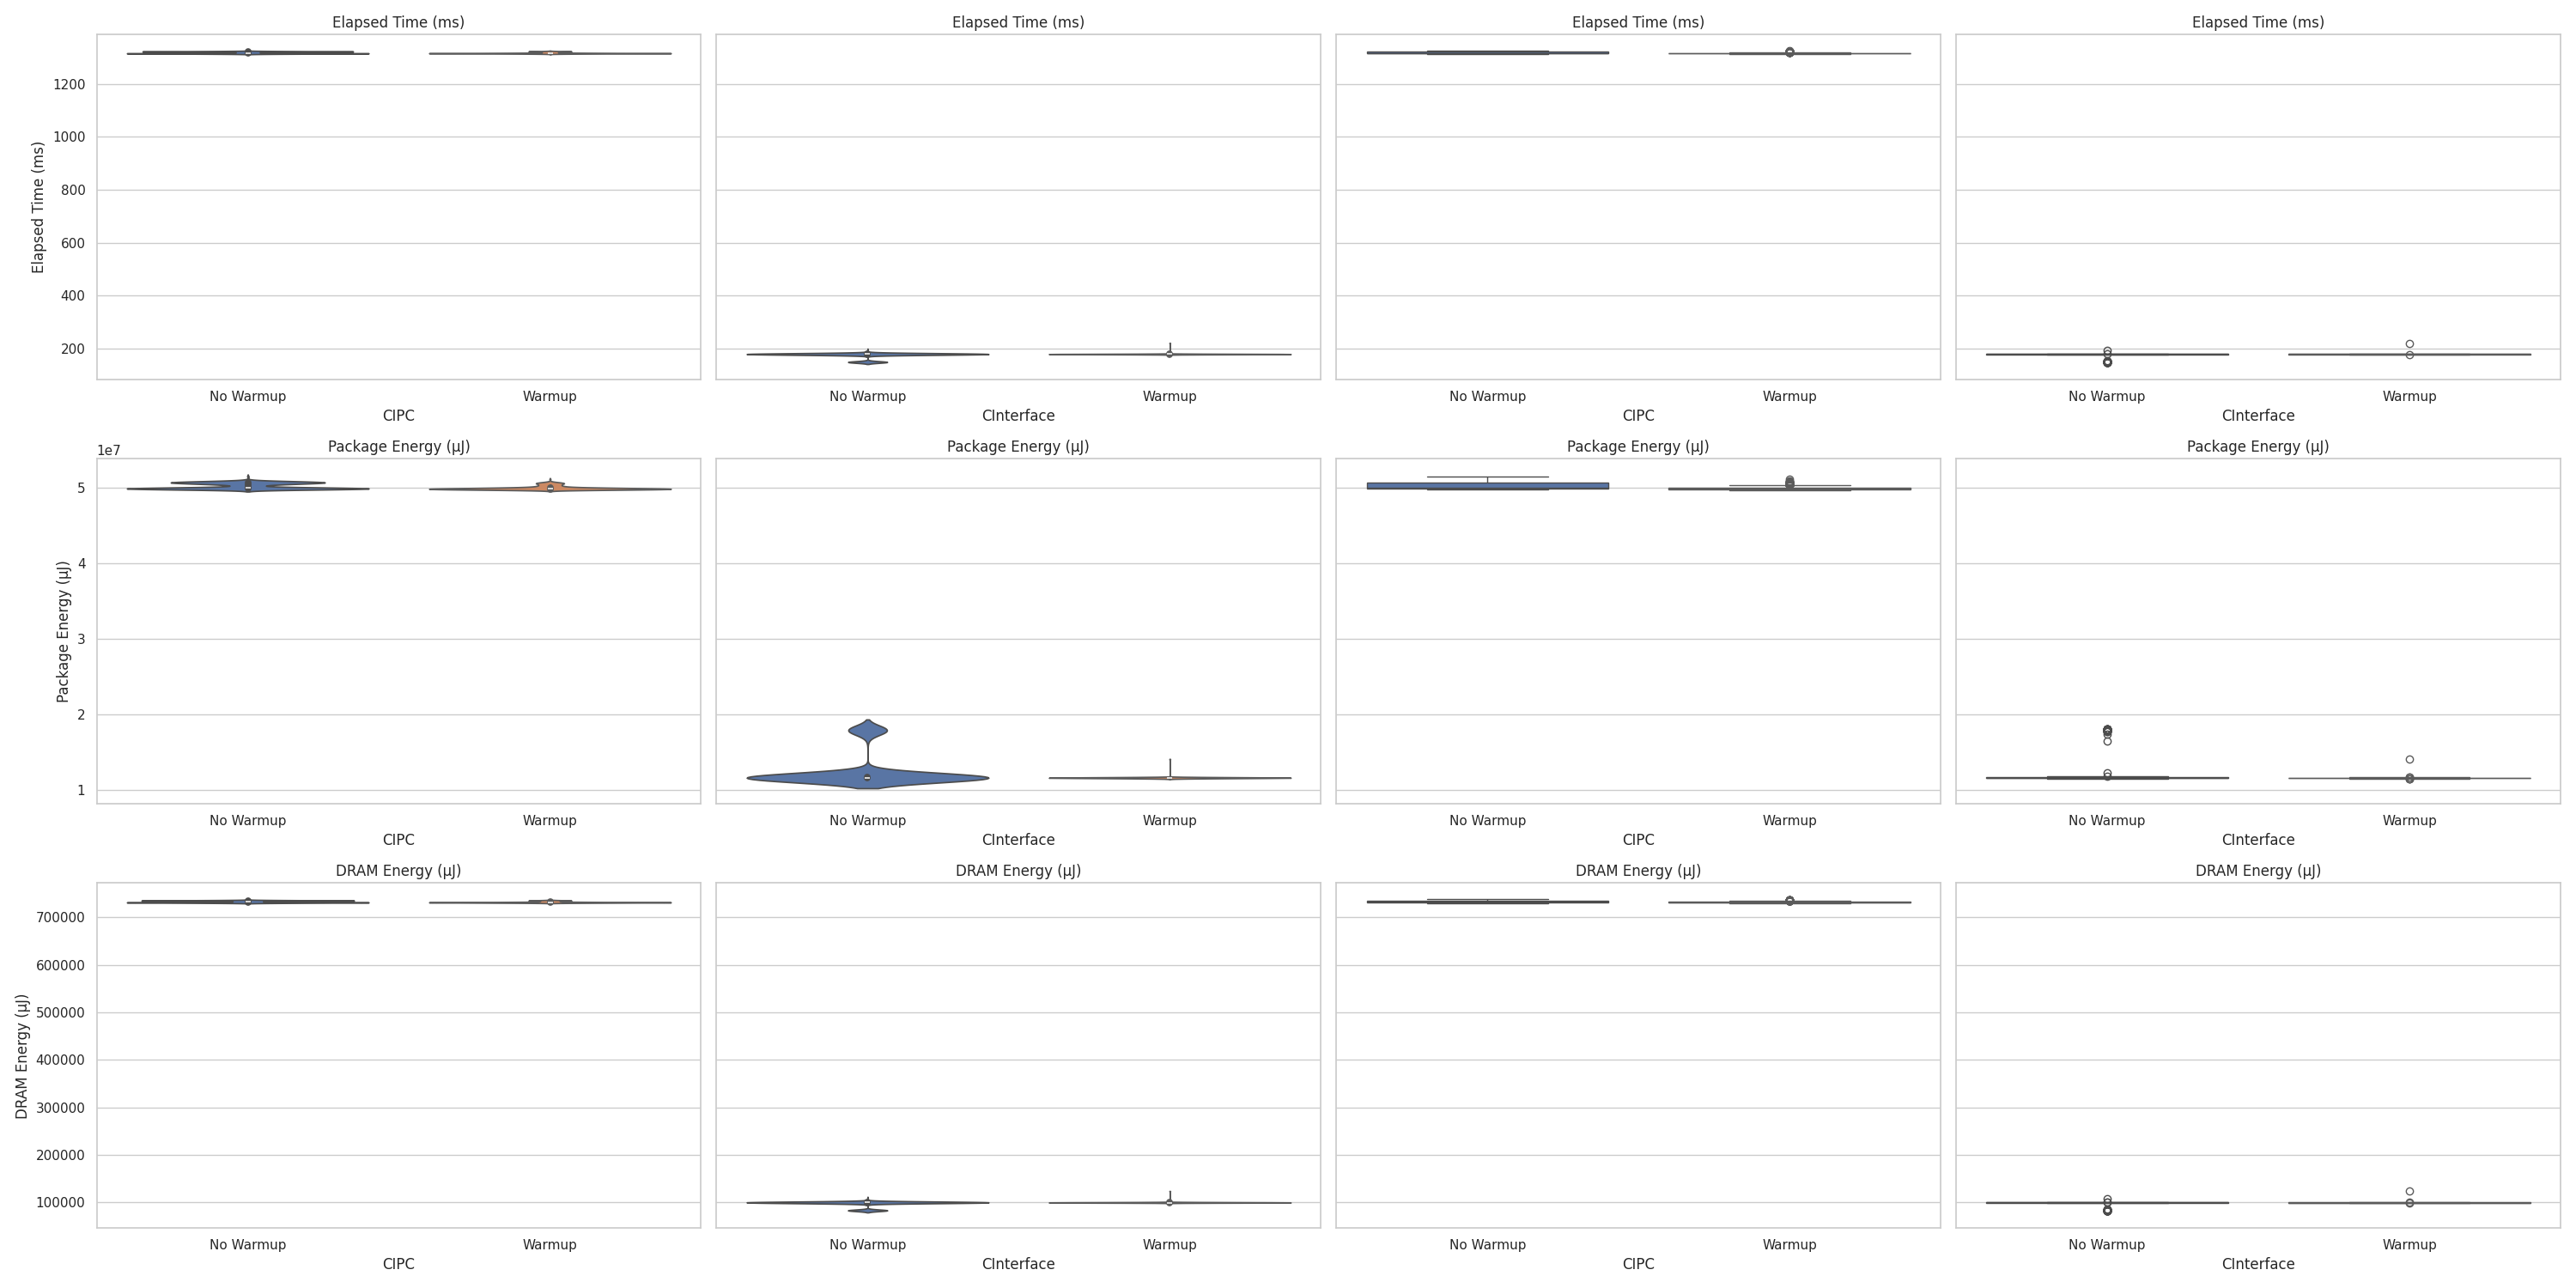 Elapsed Time (ms) Elapsed Time (ms) Elapsed Time (ms) Elapsed Time (ms)
Elapsed Time (ms)
1200
1000
800
600
400
200
No Warmup Warmup No Warmup Warmup No Warmup Warmup No Warmup Warmup
CIPC CInterface CIPC CInterface
1e7 Package Energy (μJ) Package Energy (μJ) Package Energy (μJ) Package Energy (μJ)
Package Energy (μJ)
5
4
3
2
1
No Warmup Warmup No Warmup Warmup No Warmup Warmup No Warmup Warmup
CIPC CInterface CIPC CInterface
DRAM Energy (μJ) DRAM Energy (μJ) DRAM Energy (μJ) DRAM Energy (μJ)
DRAM Energy (μJ)
700000
600000
500000
400000
300000
200000
100000
No Warmup Warmup No Warmup Warmup No Warmup Warmup No Warmup Warmup
CIPC CInterface CIPC CInterface